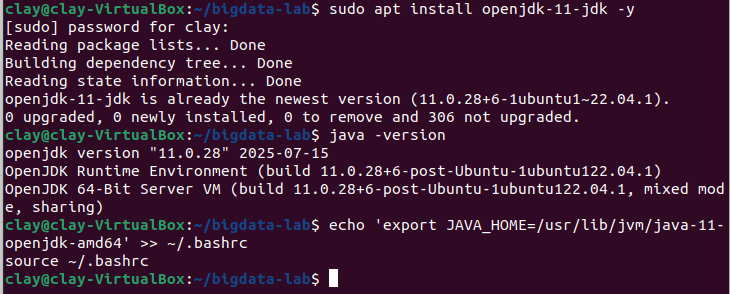 clay@clay-VirtualBox:~/bigdata-lab$ sudo apt install openjdk-11-jdk -y
[sudo] password for clay:
Reading package lists... Done
Building dependency tree... Done
Reading state information... Done
openjdk-11-jdk is already the newest version (11.0.28+6-1ubuntu1~22.04.1).
0 upgraded, 0 newly installed, 0 to remove and 306 not upgraded.
clay@clay-VirtualBox:~/bigdata-lab$ java -version
openjdk version "11.0.28" 2025-07-15
OpenJDK Runtime Environment (build 11.0.28+6-post-Ubuntu-1ubuntu122.04.1)
OpenJDK 64-Bit Server VM (build 11.0.28+6-post-Ubuntu-1ubuntu122.04.1, mixed mod
e, sharing)
clay@clay-VirtualBox:~/bigdata-lab$ echo 'export JAVA_HOME=/usr/lib/jvm/java-11-
openjdk-amd64' >> ~/.bashrc
source ~/.bashrc
clay@clay-VirtualBox:~/bigdata-lab$